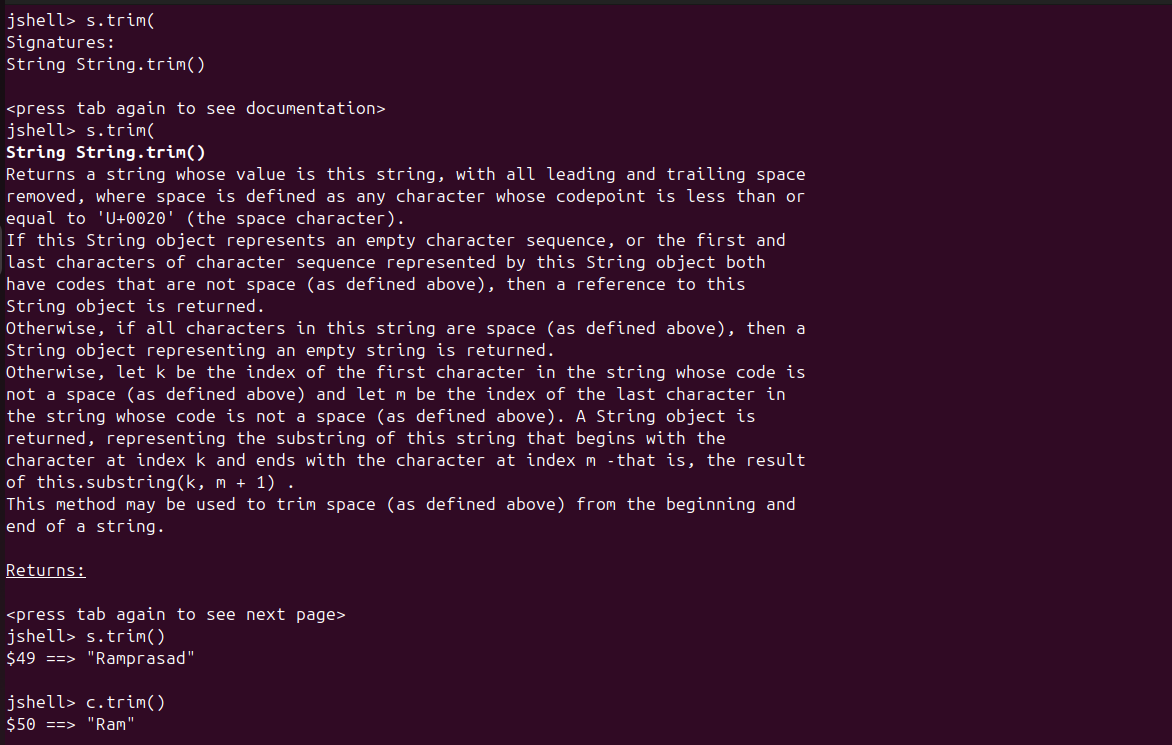 jshell> s.trim(
Signatures:
String String.trim()
<press tab again to see documentation>
jshell> s.trim(
String String.trim()
Returns a string whose value is this string, with all leading and trailing space
removed, where space is defined as any character whose codepoint is less than or
equal to 'U+0020' (the space character).
If this String object represents an empty character sequence, or the first and
last characters of character sequence represented by this String object both
have codes that are not space (as defined above), then a reference to this
String object is returned.
Otherwise, if all characters in this string are space (as defined above), then a
String object representing an empty string is returned.
Otherwise, let k be the index of the first character in the string whose code is
not a space (as defined above) and let m be the index of the last character in
the string whose code is not a space (as defined above). A String object is
returned, representing the substring of this string that begins with the
character at index k and ends with the character at index m -that is, the result
of this.substring(k, m + 1) .
This method may be used to trim space (as defined above) from the beginning and
end of a string.
Returns:
<press tab again to see next page>
jshell> s.trim()
$49 ==> "Ramprasad"
jshell> c.trim()
$50 ==> "Ram"